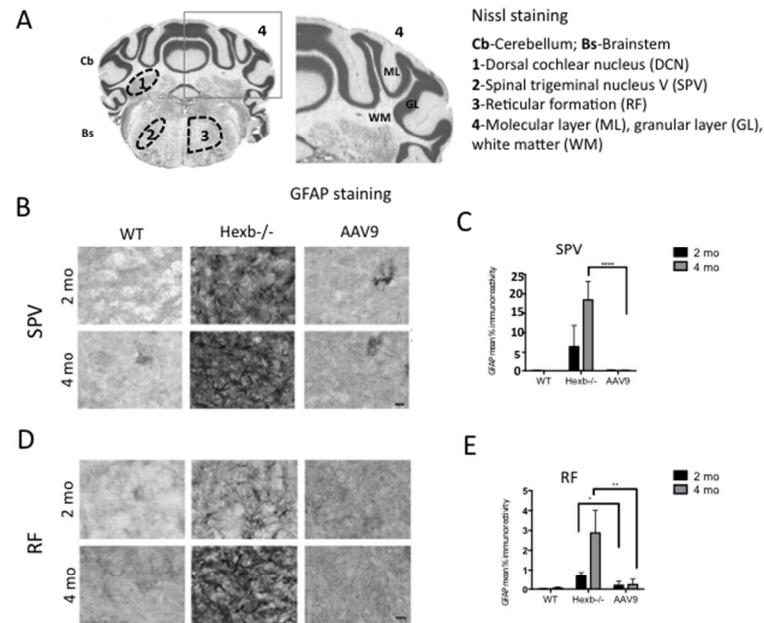 A
4
4
Cb
Bs
1
2
3
ML
GL
WM
Nissl staining
Cb-Cerebellum; Bs-Brainstem
1-Dorsal cochlear nucleus (DCN)
2-Spinal trigeminal nucleus V (SPV)
3-Reticular formation (RF)
4-Molecular layer (ML), granular layer (GL),
white matter (WM)
GFAP staining
B
WT
Hexb-/-
AAV9
SPV
2 mo
4 mo
C
SPV
2 mo
4 mo
****
GFAP mean % immunoreactivity
25
20
15
10
5
0
WT
Hexb-/-
AAV9
D
RF
2 mo
4 mo
E
RF
2 mo
4 mo
**
*
GFAP mean % immunoreactivity
5
4
3
2
1
0
WT
Hexb-/-
AAV9